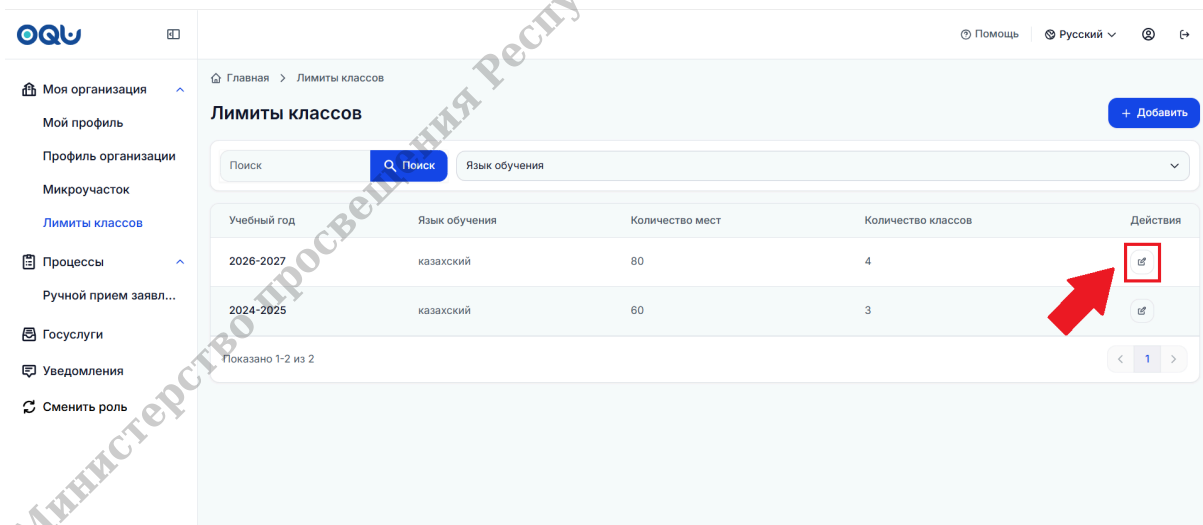 OQU
Помощь
Русский
Моя организация
Мой профиль
Профиль организации
Микроучасток
Лимиты классов
Процессы
Ручной прием заявл...
Госуслуги
Уведомления
Сменить роль
Главная > Лимиты классов
Лимиты классов
+ Добавить
Поиск Поиск Язык обучения
Учебный год Язык обучения Количество мест Количество классов Действия
2026-2027 казахский 80 4
2024-2025 казахский 60 3
Показано 1-2 из 2
< 1 >
Министерство просвещения Респу